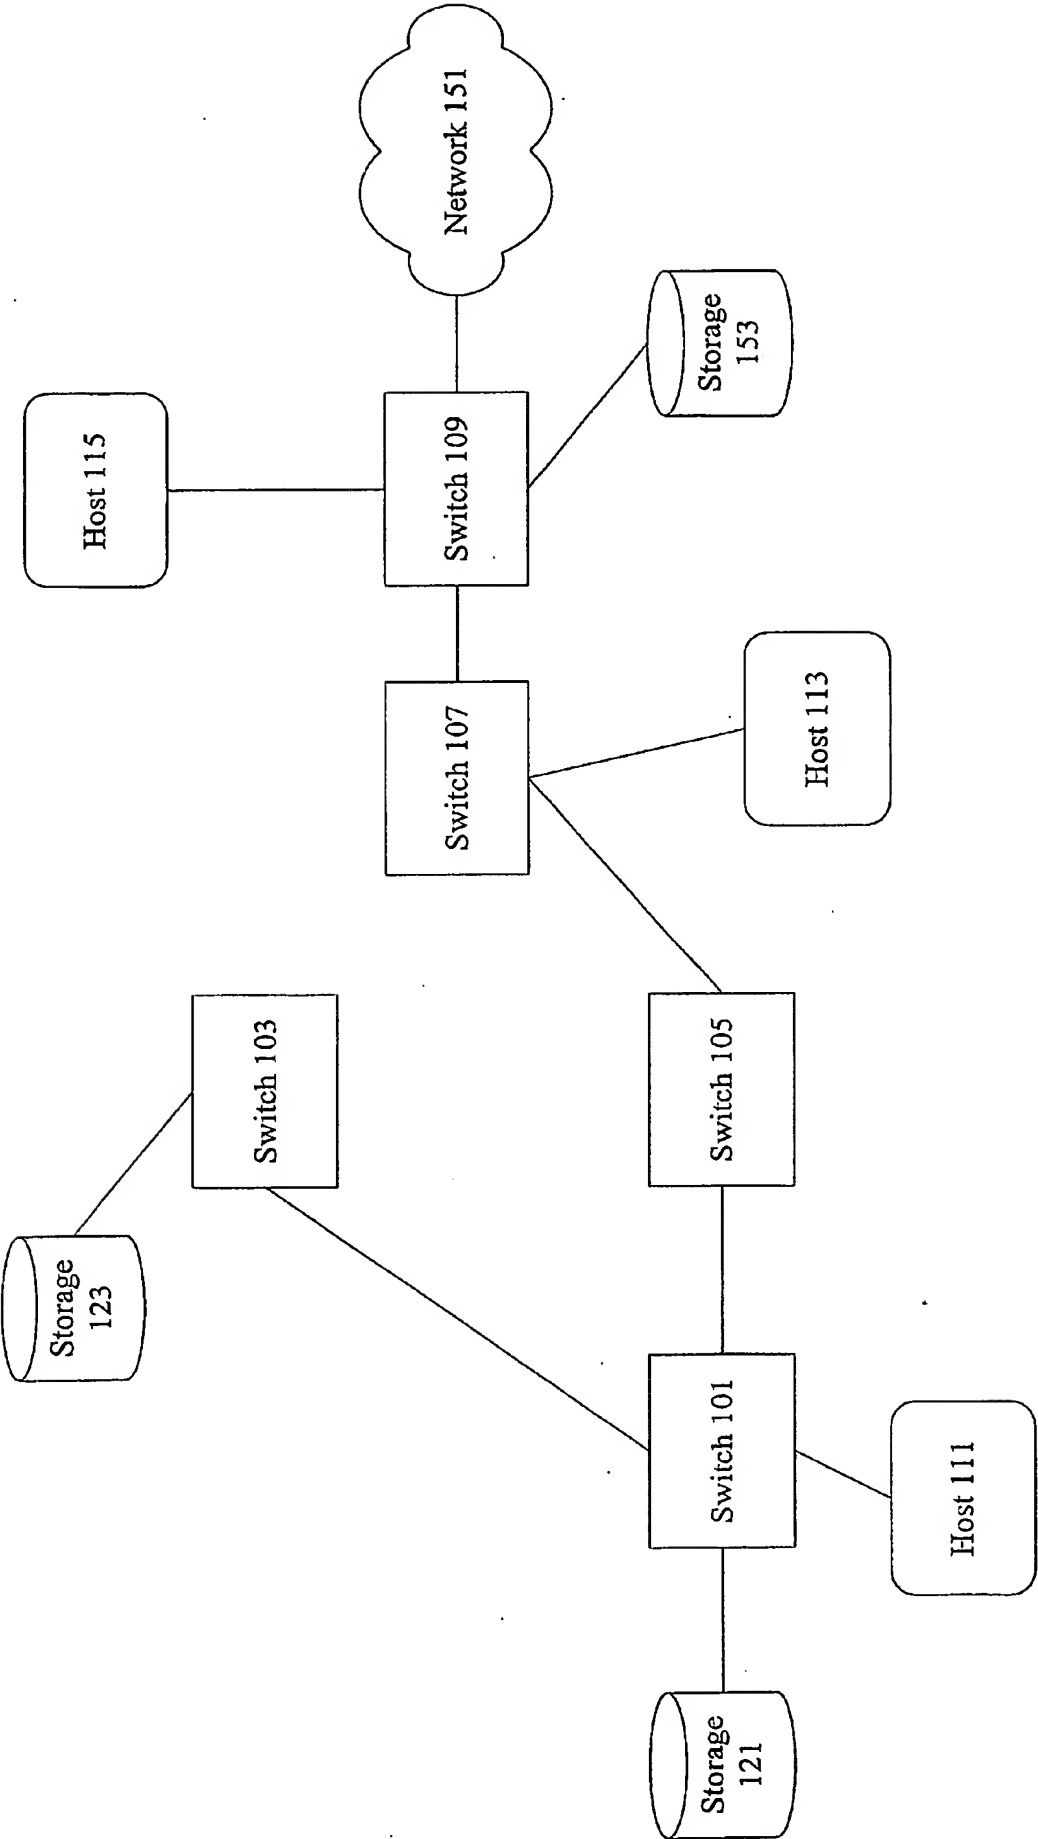 Storage
123
Host 115
Switch 103
Switch 107
Switch 109
Network 151
Storage
121
Switch 101
Switch 105
Storage
153
Host 113
Host 111